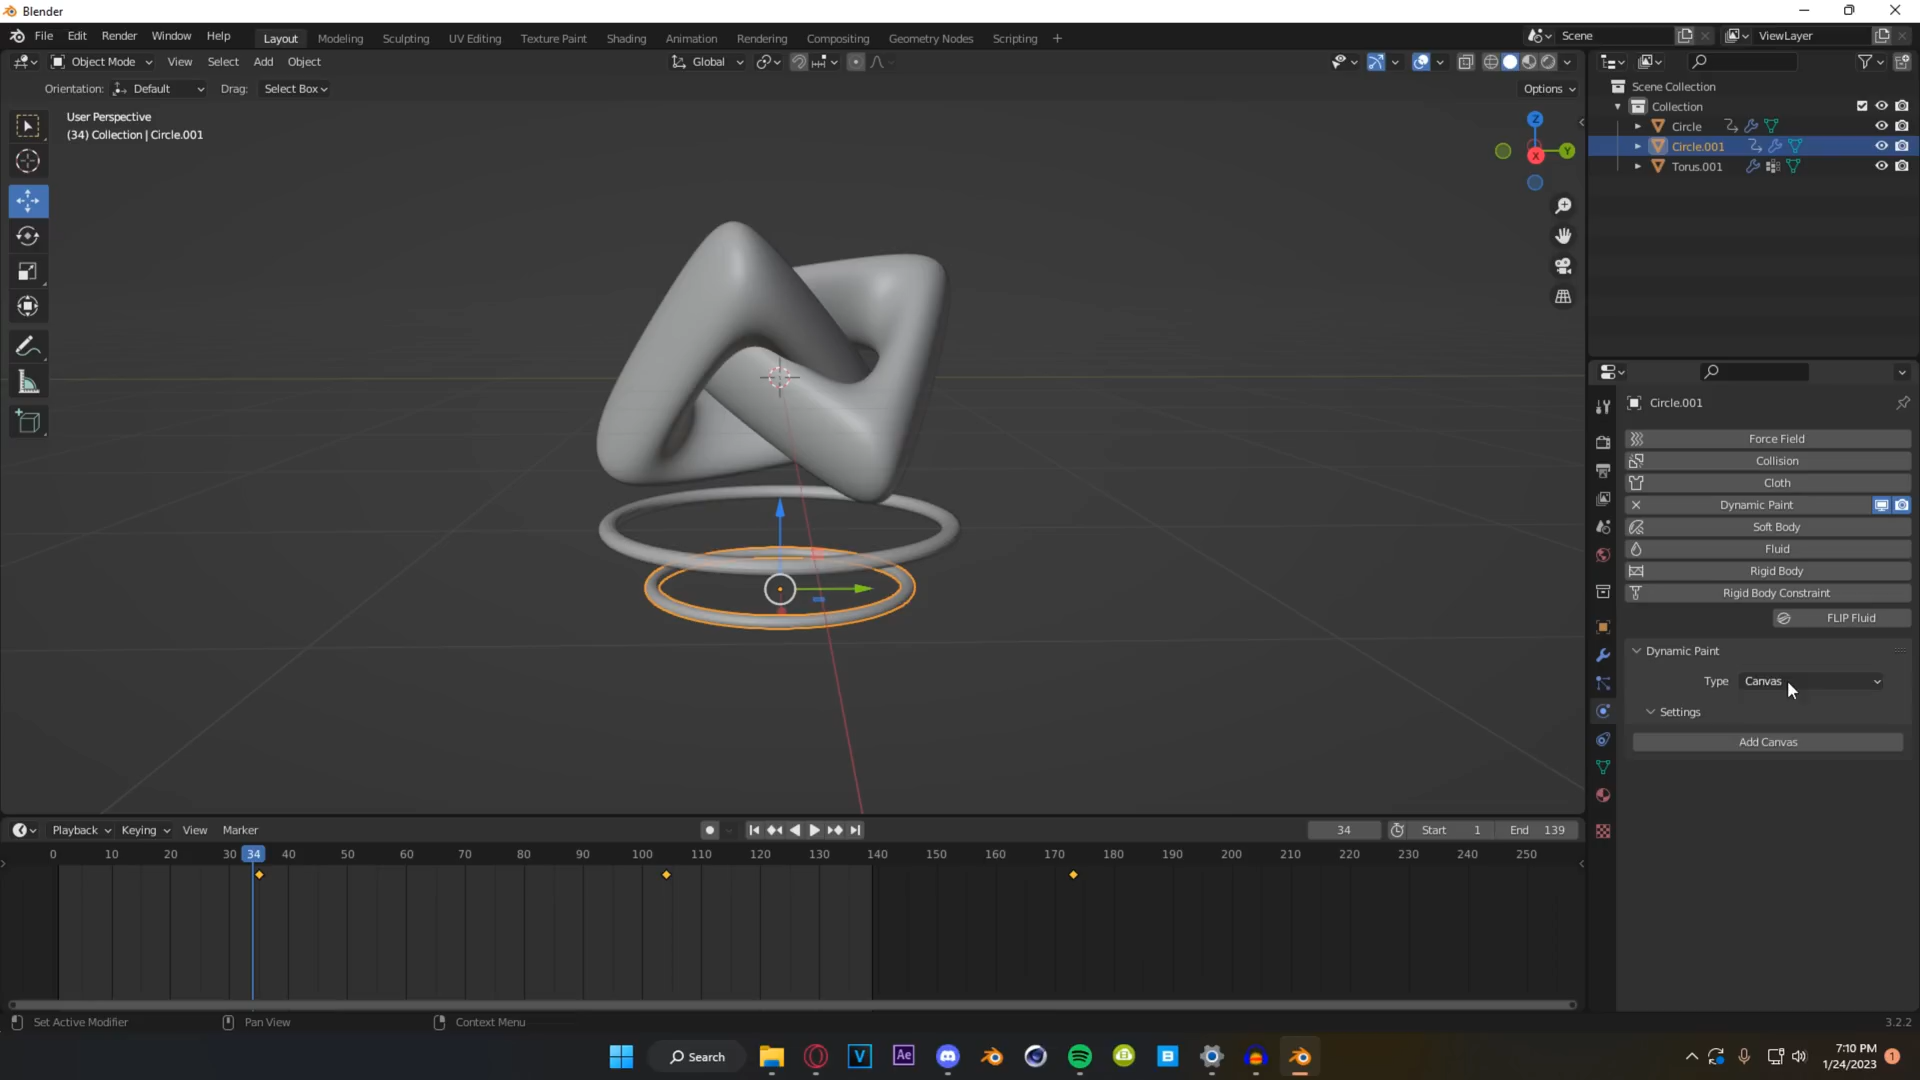 Blender
File Edit Render Window Help
Layout Modeling Sculpting UV Editing Texture Paint Shading Animation Rendering Compositing Geometry Nodes Scripting +
Scene
ViewLayer
Object Mode View Select Add Object
Global
Orientation: Default Drag: Select Box
Options
User Perspective
(34) Collection | Circle.001
Z
Y
X
Scene Collection
Collection
Circle
Circle.001
Torus.001
Circle.001
Force Field
Collision
Cloth
Dynamic Paint
Soft Body
Fluid
Rigid Body
Rigid Body Constraint
FLIP Fluid
Dynamic Paint
Type Canvas
Settings
Add Canvas
Playback Keying View Marker
34 Start 1 End 139
0 10 20 30 34 40 50 60 70 80 90 100 110 120 130 140 150 160 170 180 190 200 210 220 230 240 250
Set Active Modifier Pan View Context Menu
3.2.2
Search
V
Ae
B
7:10 PM
1/24/2023
1